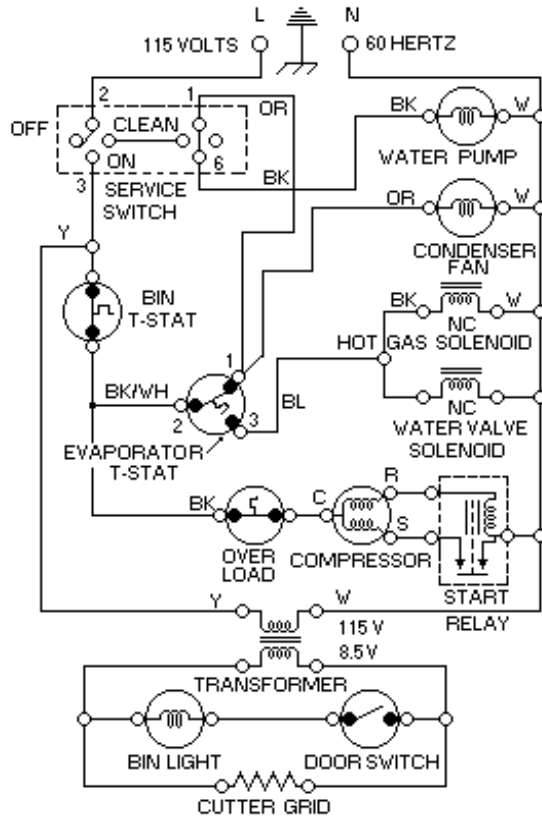 L N
115 VOLTS 60 HERTZ
2 1
OR
BK W
OFF CLEAN
ON 6
WATER PUMP
3 SERVICE
SWITCH
BK
OR W
Y
CONDENSER
FAN
BIN
T-STAT
BK W
NC
HOT GAS SOLENOID
1
BK/WH BL
2 3
NC
WATER VALVE
SOLENOID
EVAPORATOR
T-STAT
R
BK C S
OVER
LOAD
COMPRESSOR
START
RELAY
Y W
115 V
8.5 V
TRANSFORMER
BIN LIGHT DOOR SWITCH
CUTTER GRID